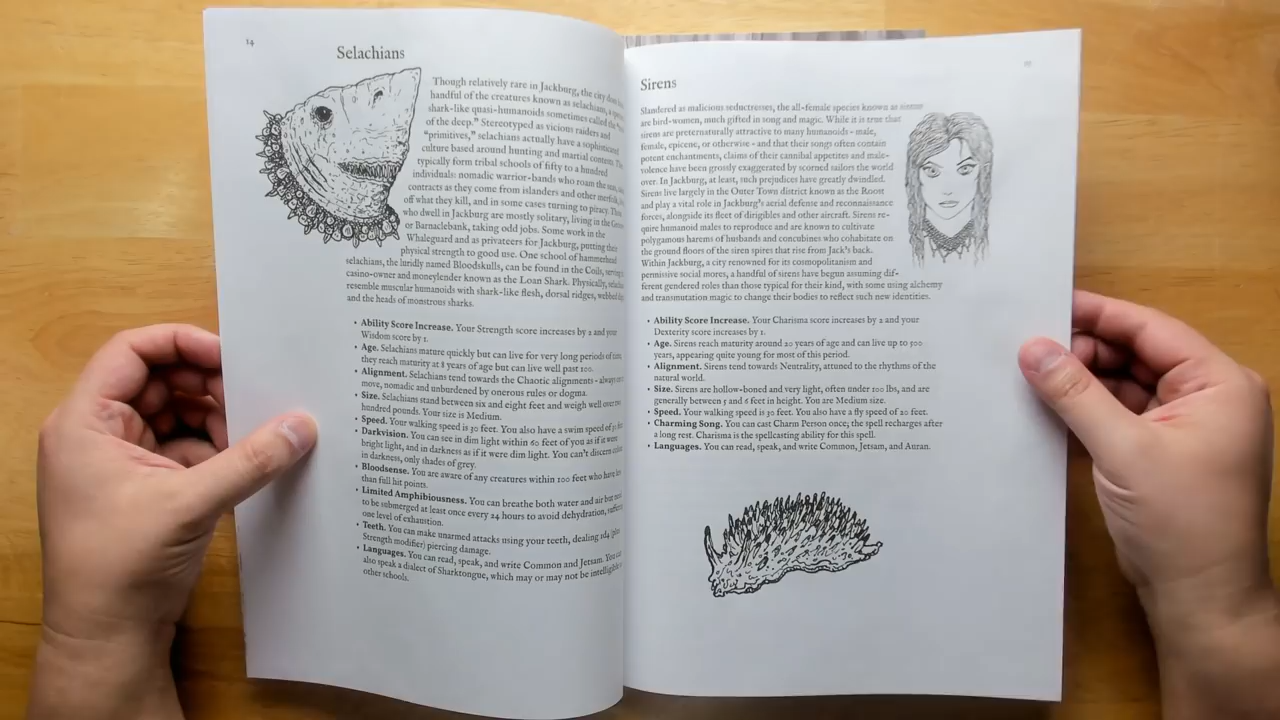 14
Selachians
Though relatively rare in Jackburg, the city
handful of the creatures known as selachians, a
shark-like quasi-humanoids sometimes called the
of the deep." Stereotyped as vicious raiders and
"primitives," selachians actually have a sophisticated
culture based around hunting and martial contests.
typically form tribal schools of fifty to a hundred
individuals: nomadic warrior-bands who roam the
contracts as they come from islanders and other
off what they kill, and in some cases turning to piracy.
who dwell in Jackburg are mostly solitary, living in the
or Barnaclebank, taking odd jobs. Some work in the
Whaleguard and as privateers for Jackburg, putting their
physical strength to good use. One school of hammerhead
selachians, the luridly named Bloodskulls, can be found in the Coils,
casino-owner and moneylender known as the Loan Shark. Physically,
resemble muscular humanoids with shark-like flesh, dorsal ridges, webbed
and the heads of monstrous sharks.
• Ability Score Increase. Your Strength score increases by 2 and your
Wisdom score by 1.
• Age. Selachians mature quickly but can live for very long periods of
they reach maturity at 8 years of age but can live well past 100.
• Alignment. Selachians tend towards the Chaotic alignments - always
move, nomadic and unburdened by onerous rules or dogma.
• Size. Selachians stand between six and eight feet and weigh well over
hundred pounds. Your size is Medium.
• Speed. Your walking speed is 30 feet. You also have a swim speed of
• Darkvision. You can see in dim light within 60 feet of you as if it were
bright light, and in darkness as if it were dim light. You can't discern
in darkness, only shades of grey.
• Bloodsense. You are aware of any creatures within 100 feet who have
than full hit points.
• Limited Amphibiousness. You can breathe both water and air but
to be submerged at least once every 24 hours to avoid dehydration,
one level of exhaustion.
• Teeth. You can make unarmed attacks using your teeth, dealing 1d4 (plus
Strength modifier) piercing damage.
• Languages. You can read, speak, and write Common and Jetsam. You
also speak a dialect of Sharktongue, which may or may not be intelligible
other schools.
Sirens
Slandered as malicious seductresses, the all-female species known as sirens
are bird-women, much gifted in song and magic. While it is true that
sirens are preternaturally attractive to many humanoids - male,
female, epicene, or otherwise - and that their songs often contain
potent enchantments, claims of their cannibal appetites and male-
volence have been grossly exaggerated by scorned sailors the world
over. In Jackburg, at least, such prejudices have greatly dwindled.
Sirens live largely in the Outer Town district known as the Roost
and play a vital role in Jackburg's aerial defense and reconnaissance
forces, alongside its fleet of dirigibles and other aircraft. Sirens re-
quire humanoid males to reproduce and are known to cultivate
polygamous harems of husbands and concubines who cohabitate on
the ground floors of the siren spires that rise from Jack's back.
Within Jackburg, a city renowned for its cosmopolitanism and
permissive social mores, a handful of sirens have begun assuming dif-
ferent gendered roles than those typical for their kind, with some using alchemy
and transmutation magic to change their bodies to reflect such new identities.
• Ability Score Increase. Your Charisma score increases by 2 and your
Dexterity score increases by 1.
• Age. Sirens reach maturity around 20 years of age and can live up to 500
years, appearing quite young for most of this period.
• Alignment. Sirens tend towards Neutrality, attuned to the rhythms of the
natural world.
• Size. Sirens are hollow-boned and very light, often under 100 lbs, and are
generally between 5 and 6 feet in height. You are Medium size.
• Speed. Your walking speed is 30 feet. You also have a fly speed of 20 feet.
• Charming Song. You can cast Charm Person once; the spell recharges after
a long rest. Charisma is the spellcasting ability for this spell.
• Languages. You can read, speak, and write Common, Jetsam, and Auran.